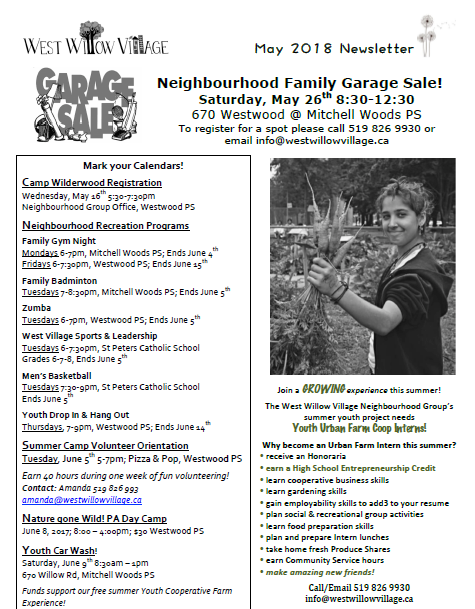 WEST WILLOW VILLAGE
May 2018 Newsletter
GARAGE
SALE
Neighbourhood Family Garage Sale!
Saturday, May 26th 8:30-12:30
670 Westwood @ Mitchell Woods PS
To register for a spot please call 519 826 9930 or
email info@westwillowvillage.ca
Mark your Calendars!
Camp Wilderwood Registration
Wednesday, May 16th 5:30-7:30pm
Neighbourhood Group Office, Westwood PS
Neighbourhood Recreation Programs
Family Gym Night
Mondays 6-7pm, Mitchell Woods PS; Ends June 4th
Fridays 6-7:30pm, Westwood PS; Ends June 15th
Family Badminton
Tuesdays 7-8:30pm, Mitchell Woods PS; Ends June 5th
Zumba
Tuesdays 6-7pm, Westwood PS; Ends June 5th
West Village Sports & Leadership
Tuesdays 6-7:30pm, St Peters Catholic School
Grades 6-7-8, Ends June 5th
Men's Basketball
Tuesdays 7:30-9pm, St Peters Catholic School
Ends June 5th
Youth Drop In & Hang Out
Thursdays, 7-9pm, Westwood PS; Ends June 14th
Summer Camp Volunteer Orientation
Tuesday, June 5th 5-7pm; Pizza & Pop, Westwood PS
Earn 40 hours during one week of fun volunteering!
Contact: Amanda 519 826 993
amanda@westwillowvillage.ca
Nature gone Wild! PA Day Camp
June 8, 2017; 8:00 – 4:00pm; $30 Westwood PS
Youth Car Wash!
Saturday, June 9th 8:30am – 1pm
670 Willow Rd, Mitchell Woods PS
Funds support our free summer Youth Cooperative Farm
Experience!
Join a GROWING experience this summer!
The West Willow Village Neighbourhood Group's
summer youth project needs
Youth Urban Farm Coop Interns!
Why become an Urban Farm Intern this summer?
• receive an Honoraria
• earn a High School Entrepreneurship Credit
• learn cooperative business skills
• learn gardening skills
• gain employability skills to add3 to your resume
• plan social & recreational group activities
• learn food preparation skills
• plan and prepare Intern lunches
• take home fresh Produce Shares
• earn Community Service hours
• make amazing new friends!
Call/Email 519 826 9930
info@westwillowvillage.ca